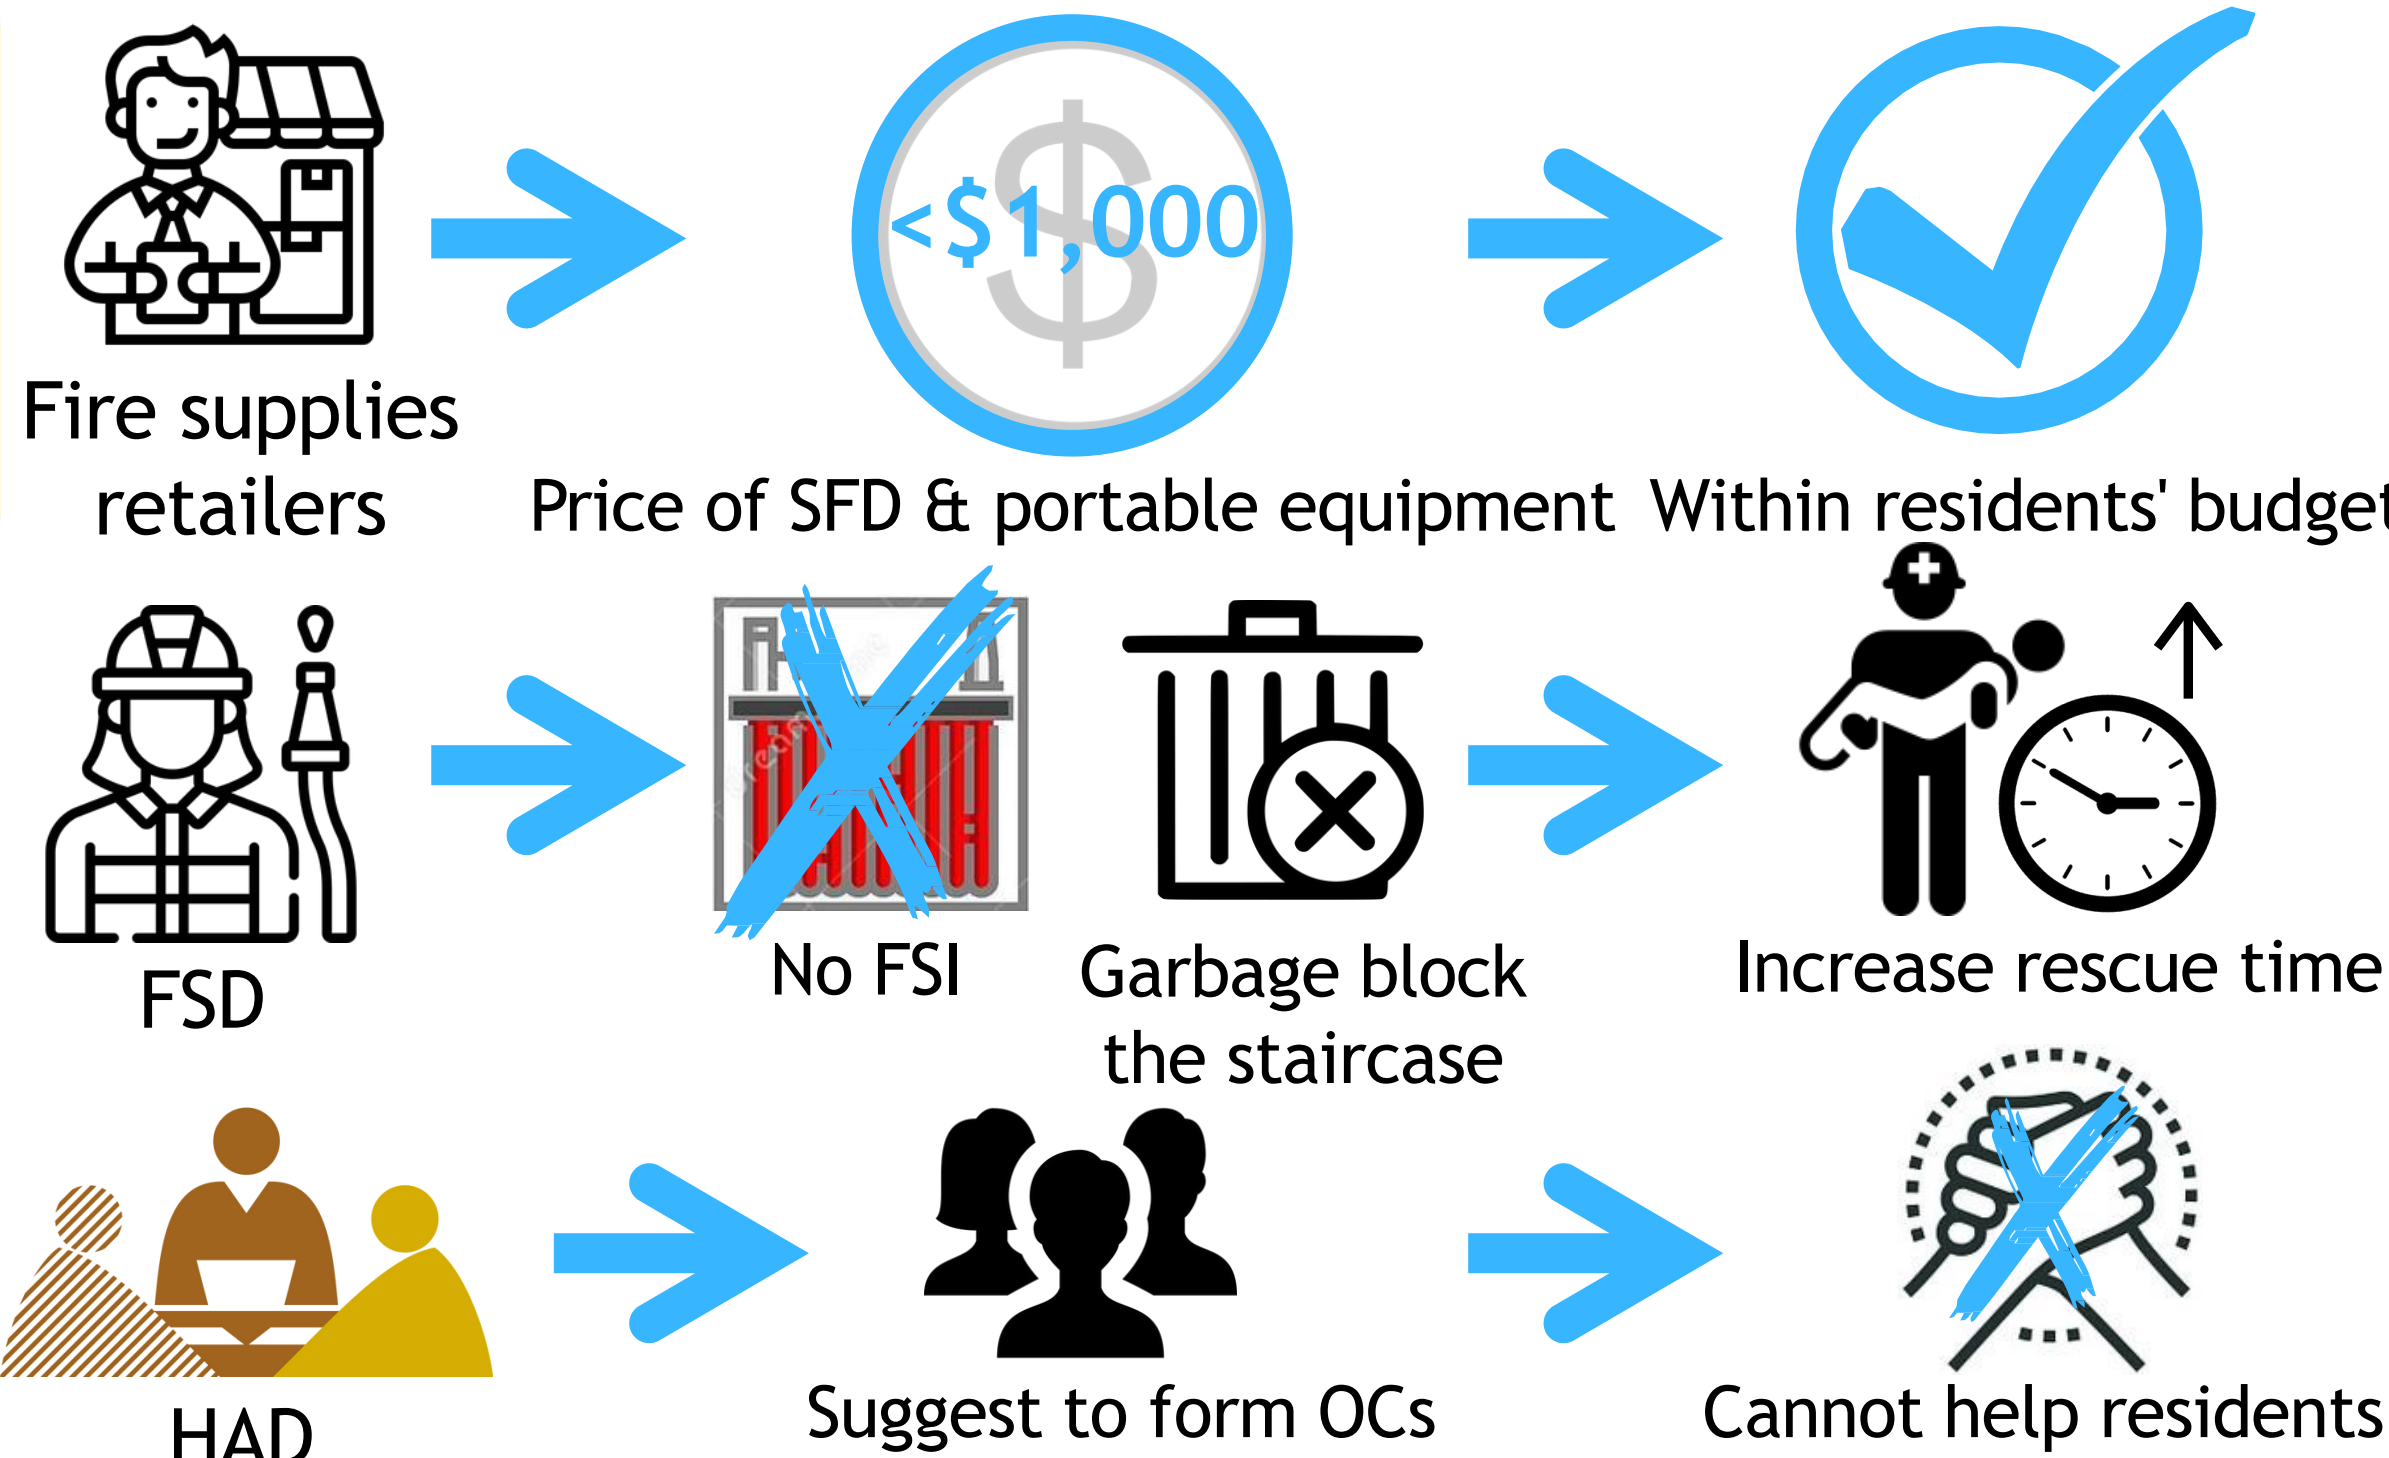 <$1,000
Fire supplies
retailers
Price of SFD & portable equipment
Within residents' budget
FSD
No FSI
Garbage block
the staircase
Increase rescue time
HAD
Suggest to form OCs
Cannot help residents